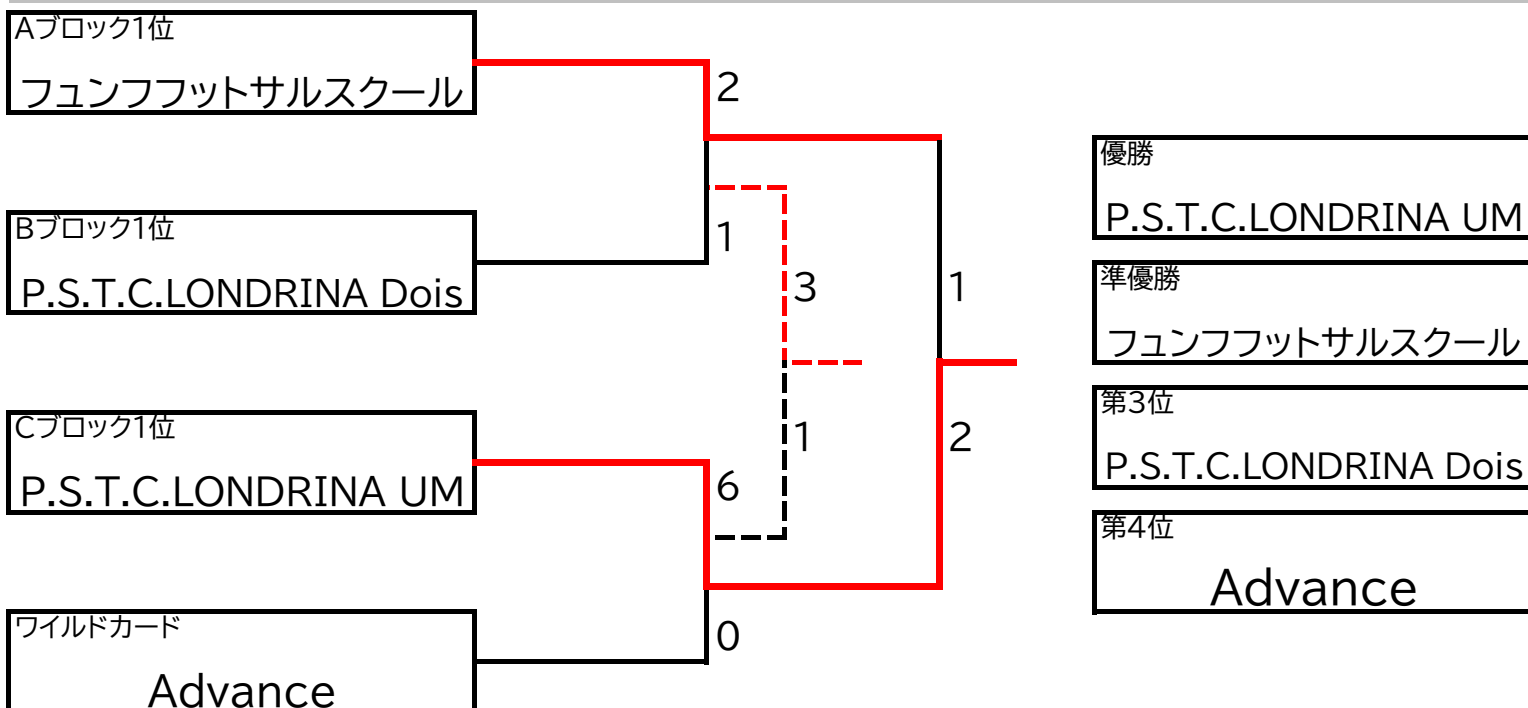 Aブロック1位
フュンフフットサルスクール
2
Bブロック1位
P.S.T.C.LONDRINA Dois
1
3
1
Cブロック1位
P.S.T.C.LONDRINA UM
6
1
2
ワイルドカード
Advance
0
優勝
P.S.T.C.LONDRINA UM
準優勝
フュンフフットサルスクール
第3位
P.S.T.C.LONDRINA Dois
第4位
Advance